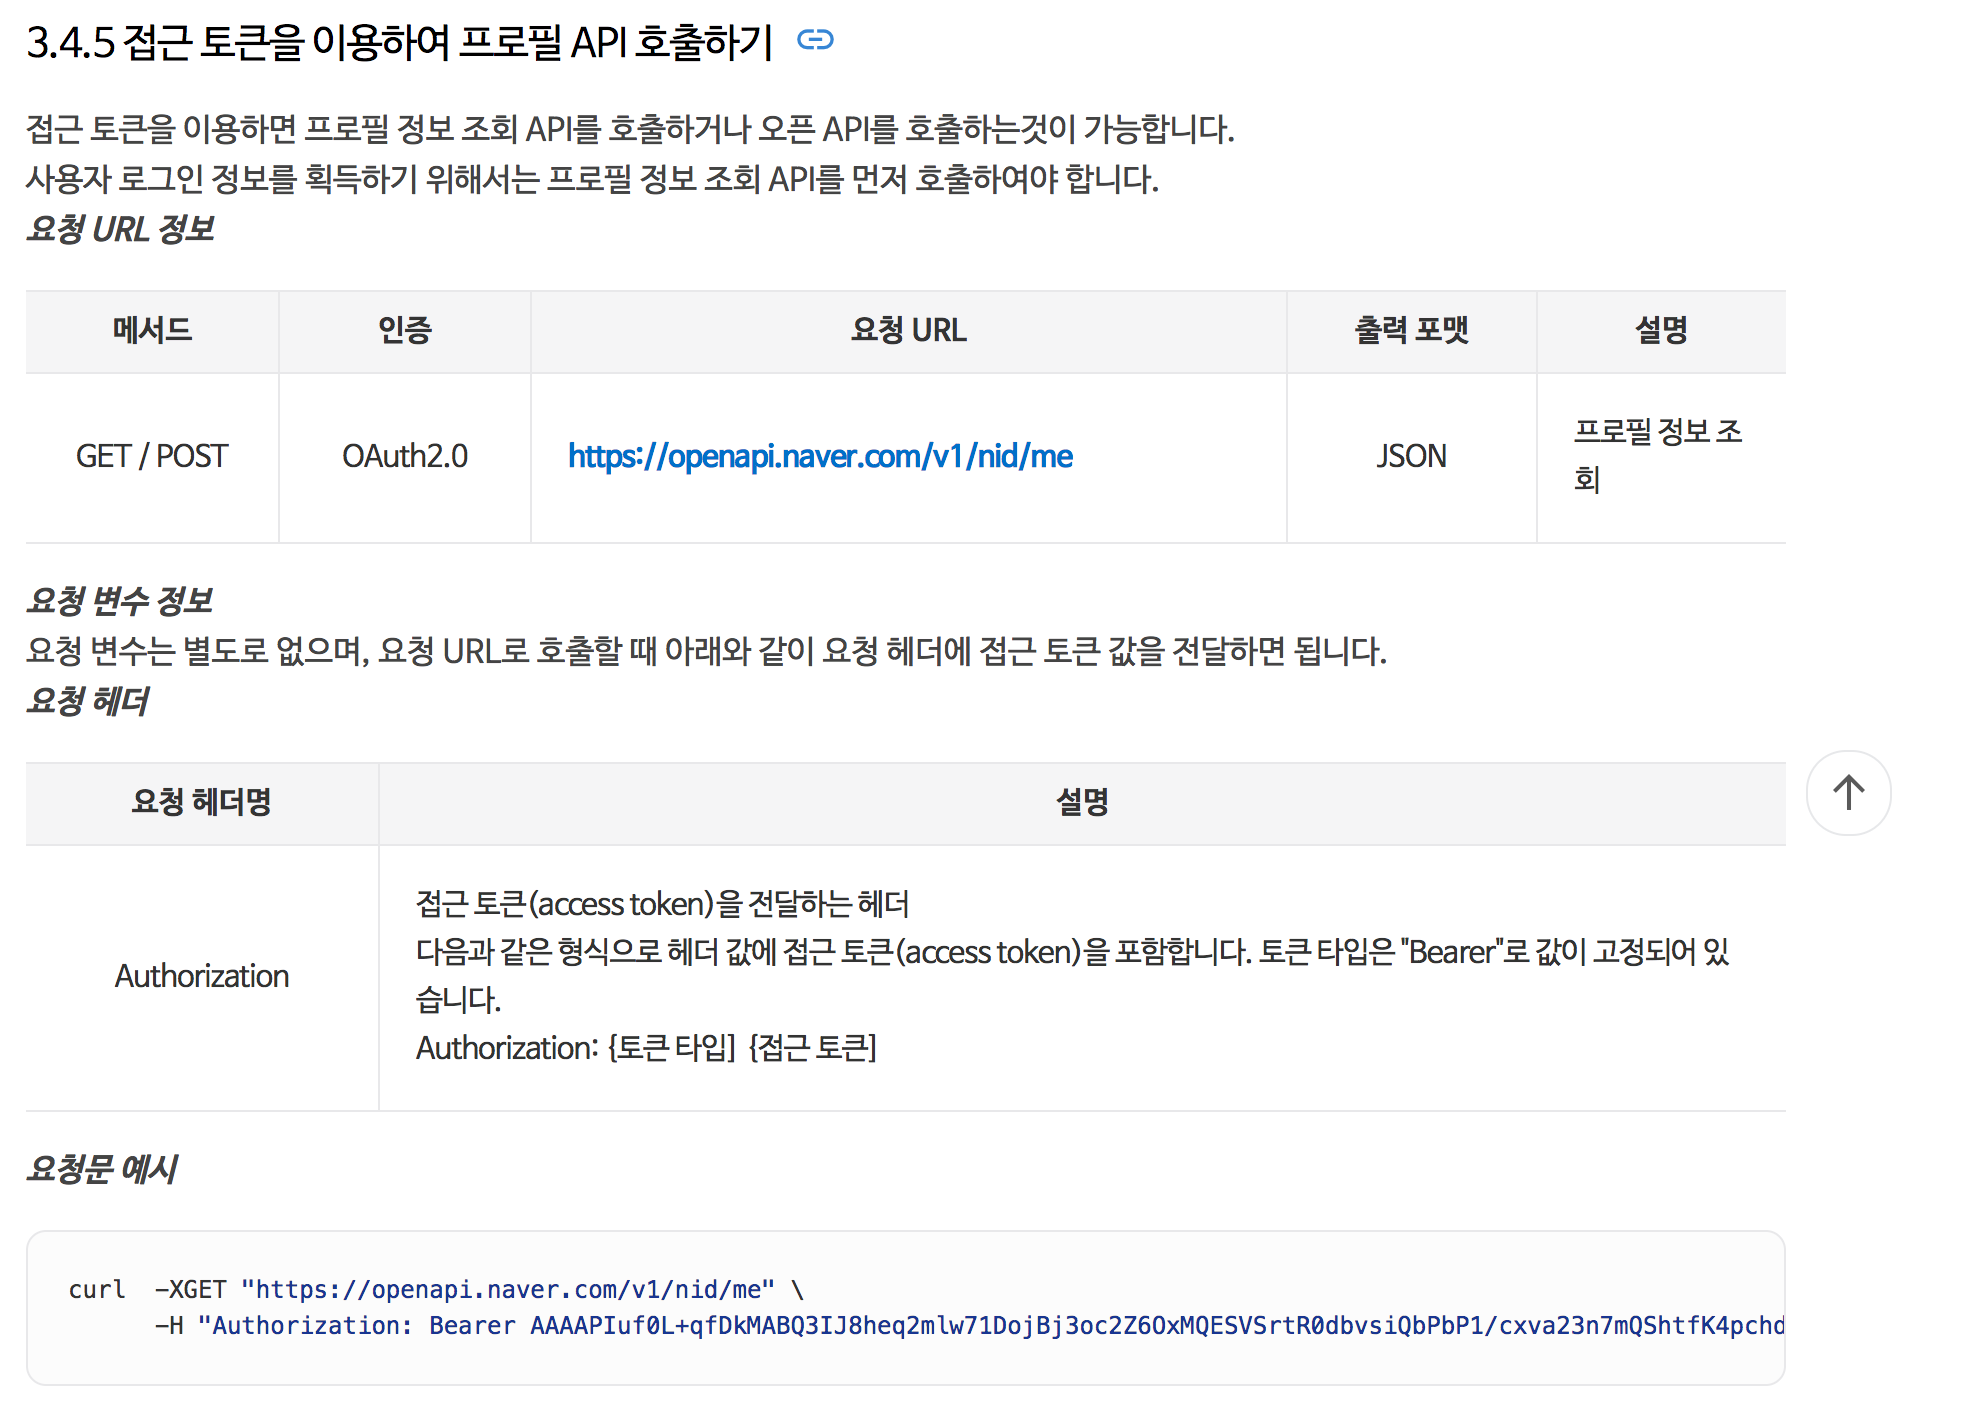 3.4.5 접근 토큰을 이용하여 프로필 API 호출하기
접근 토큰을 이용하면 프로필 정보 조회 API를 호출하거나 오픈 API를 호출하는것이 가능합니다.
사용자 로그인 정보를 획득하기 위해서는 프로필 정보 조회 API를 먼저 호출하여야 합니다.
요청 URL 정보
메서드 인증 요청 URL 출력 포맷 설명
GET / POST OAuth2.0 https://openapi.naver.com/v1/nid/me JSON 프로필 정보 조
회
요청 변수 정보
요청 변수는 별도로 없으며, 요청 URL로 호출할 때 아래와 같이 요청 헤더에 접근 토큰 값을 전달하면 됩니다.
요청 헤더
요청 헤더명 설명
Authorization
접근 토큰(access token)을 전달하는 헤더
다음과 같은 형식으로 헤더 값에 접근 토큰(access token)을 포함합니다. 토큰 타입은 "Bearer"로 값이 고정되어 있
습니다.
Authorization: {토큰 타입] {접근 토큰]
요청문 예시
curl  -XGET "https://openapi.naver.com/v1/nid/me" \
-H "Authorization: Bearer AAAAPIuf0L+qfDkMABQ3IJ8heq2mlw71DojBj3oc2Z6OxMQESVSrtR0dbvsiQbPbP1/cxva23n7mQShtfK4pchd